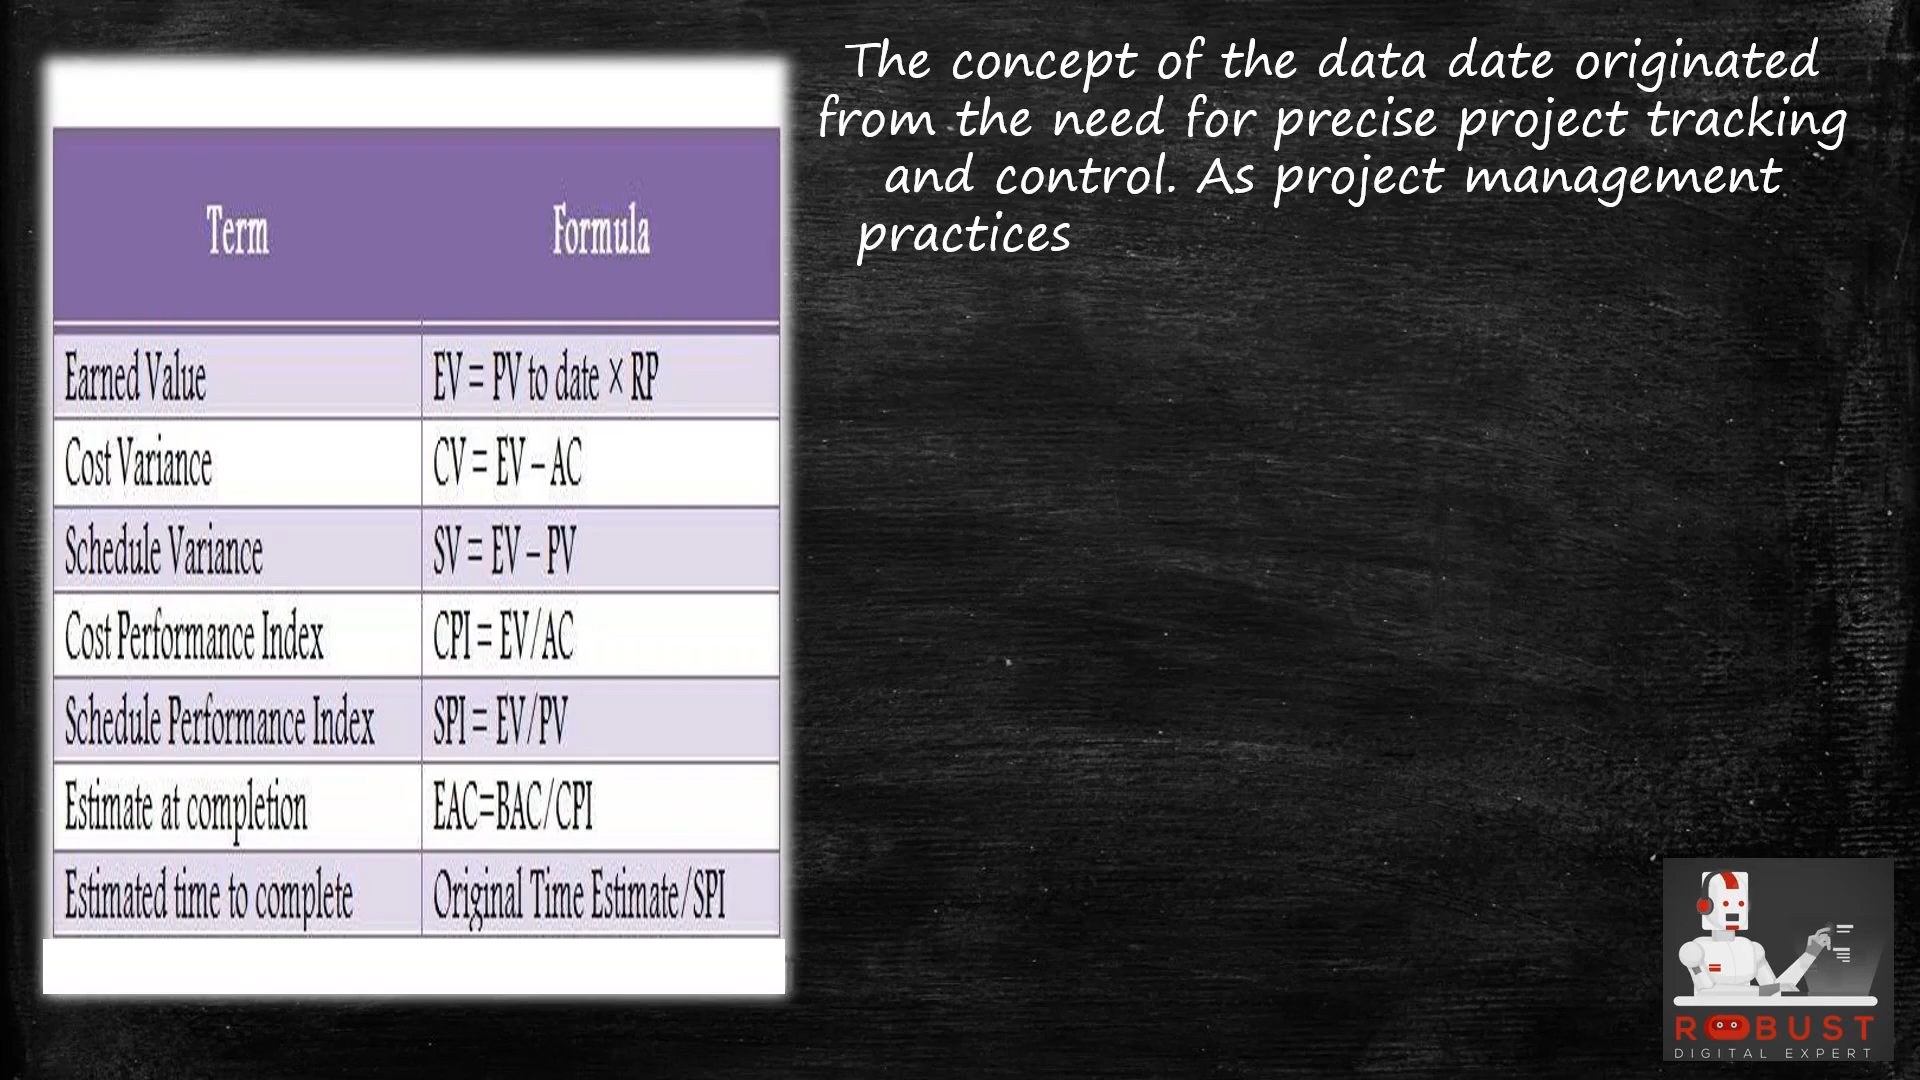 The concept of the data date originated
from the need for precise project tracking
and control. As project management
practices
Term Formula
Earned Value EV = PV to date × RP
Cost Variance CV = EV – AC
Schedule Variance SV = EV – PV
Cost Performance Index CPI = EV/AC
Schedule Performance Index SPI = EV/PV
Estimate at completion EAC=BAC/CPI
Estimated time to complete Original Time Estimate/SPI
ROBUST
DIGITAL EXPERT